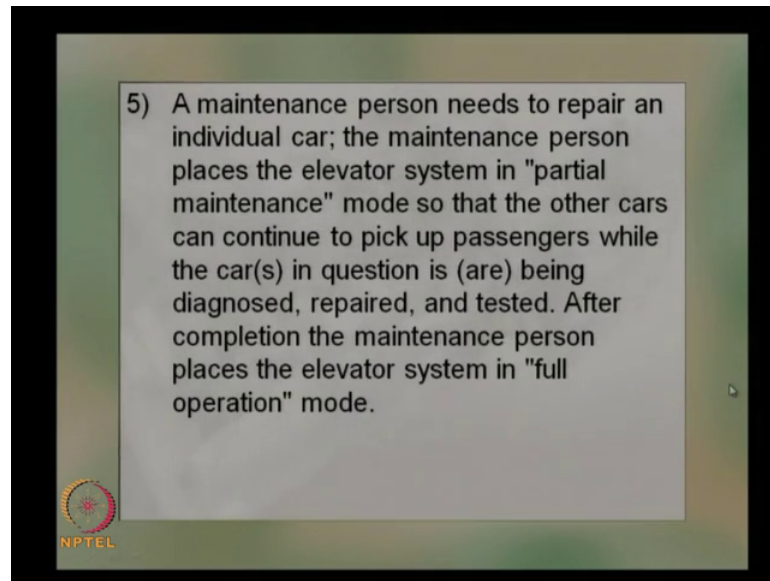 5) A maintenance person needs to repair an
individual car; the maintenance person
places the elevator system in "partial
maintenance" mode so that the other cars
can continue to pick up passengers while
the car(s) in question is (are) being
diagnosed, repaired, and tested. After
completion the maintenance person
places the elevator system in "full
operation" mode.
NPTEL